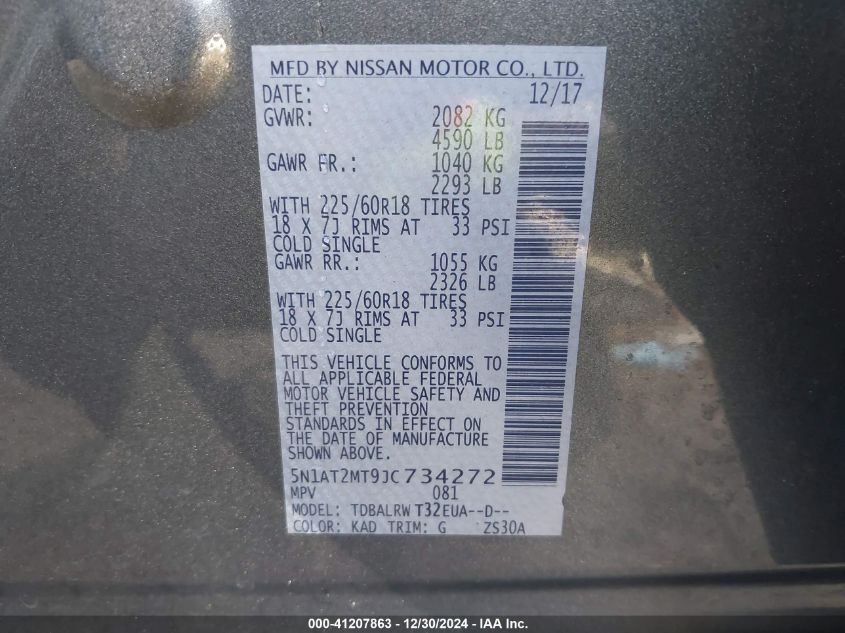 MFD BY NISSAN MOTOR CO., LTD.
DATE: 12/17
GVWR: 2082 KG
4590 LB
GAWR FR.: 1040 KG
2293 LB
WITH 225/60R18 TIRES
18 X 7J RIMS AT 33 PSI
COLD SINGLE
GAWR RR.: 1055 KG
2326 LB
WITH 225/60R18 TIRES
18 X 7J RIMS AT 33 PSI
COLD SINGLE
THIS VEHICLE CONFORMS TO
ALL APPLICABLE FEDERAL
MOTOR VEHICLE SAFETY AND
THEFT PREVENTION
STANDARDS IN EFFECT ON
THE DATE OF MANUFACTURE
SHOWN ABOVE.
5N1AT2MT9JC734272
MPV 081
MODEL: TDBALRW T32EUA--D--
COLOR: KAD TRIM: G ZS30A
000-41207863 - 12/30/2024 - IAA Inc.